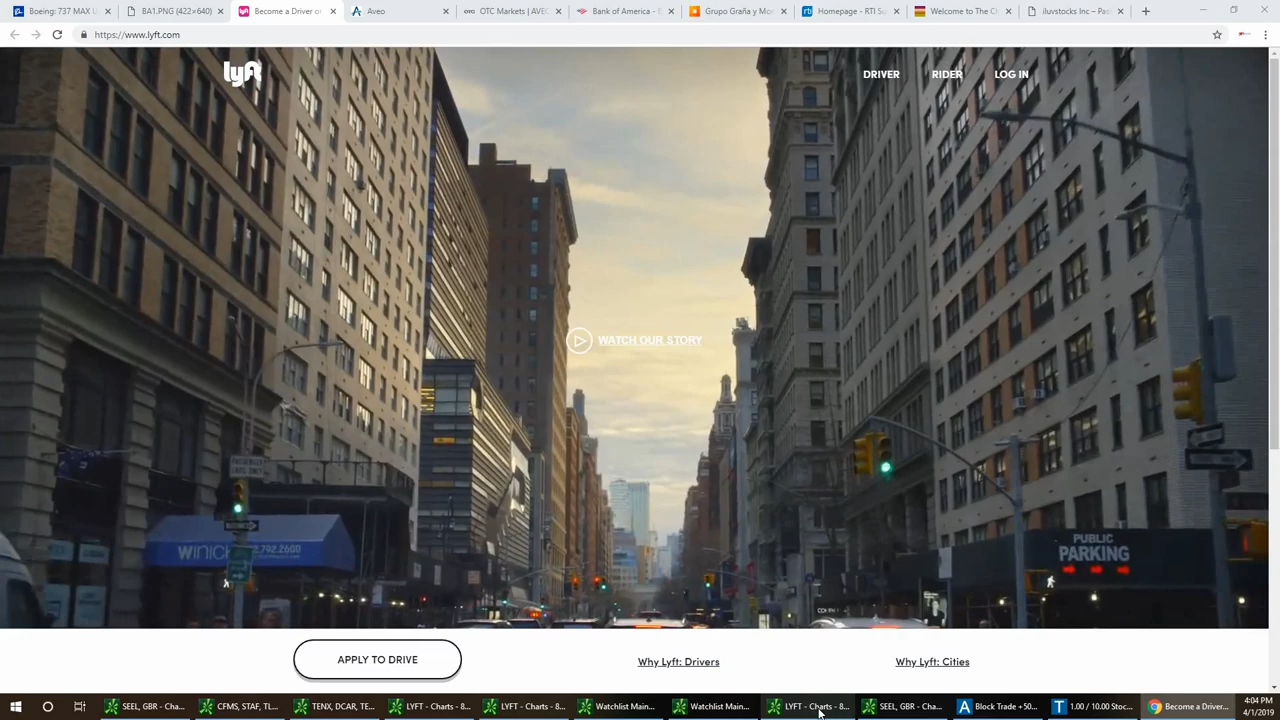 Boeing: 737 MAX U
BA1.PNG (422×640)
Become a Driver o
Aveo
OTC Markets | AVEO
Bank of America - E
Grupo Graña y Mo
rti
Homepage - RTI Su
Welcome to The C
iluvstocks Inc – Pas
https://www.lyft.com
lyft
DRIVER
RIDER
LOG IN
WATCH OUR STORY
PUBLIC
PARKING
APPLY TO DRIVE
Why Lyft: Drivers
Why Lyft: Cities
SEEL, GBR - Cha...
CFMS, STAF, TL...
TENX, DCAR, TE...
LYFT - Charts - 8...
LYFT - Charts - 8...
Watchlist Main...
Watchlist Main...
LYFT - Charts - 8...
SEEL, GBR - Cha...
A
Block Trade +50...
T
1.00 / 10.00 Stoc...
Become a Driver...
4:04 PM
4/1/2019